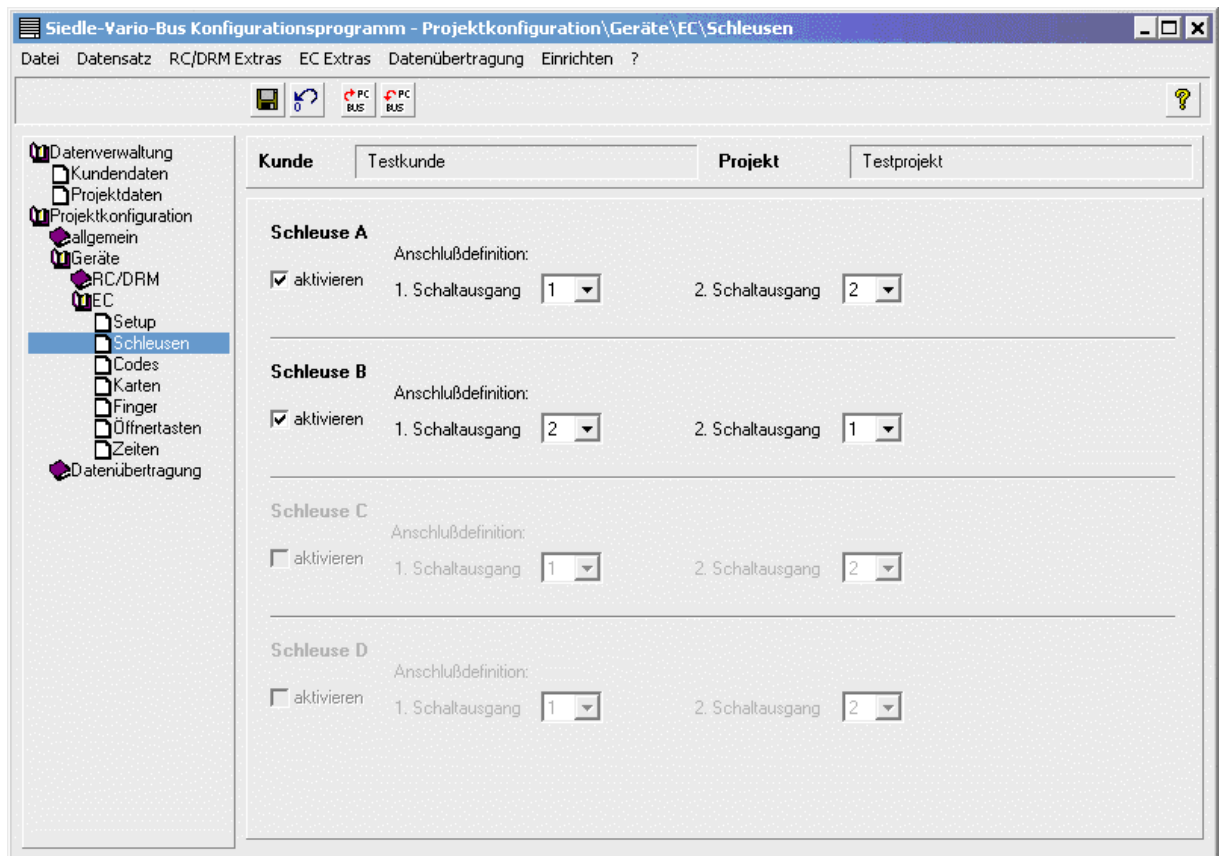 Siedle-Vario-Bus Konfigurationsprogramm - Projektkonfiguration\Geräte\EC\Schleusen
Datei Datensatz RC/DRM Extras EC Extras Datenübertragung Einrichten ?
0 PC BUS PC BUS ?
Datenverwaltung
Kundendaten
Projektdaten
Projektkonfiguration
allgemein
Geräte
RC/DRM
EC
Setup
Schleusen
Codes
Karten
Finger
Öffnertasten
Zeiten
Datenübertragung
Kunde Testkunde Projekt Testprojekt
Schleuse A
Anschlußdefinition:
aktivieren 1. Schaltausgang 1 2. Schaltausgang 2
Schleuse B
Anschlußdefinition:
aktivieren 1. Schaltausgang 2 2. Schaltausgang 1
Schleuse C
Anschlußdefinition:
aktivieren 1. Schaltausgang 1 2. Schaltausgang 2
Schleuse D
Anschlußdefinition:
aktivieren 1. Schaltausgang 1 2. Schaltausgang 2